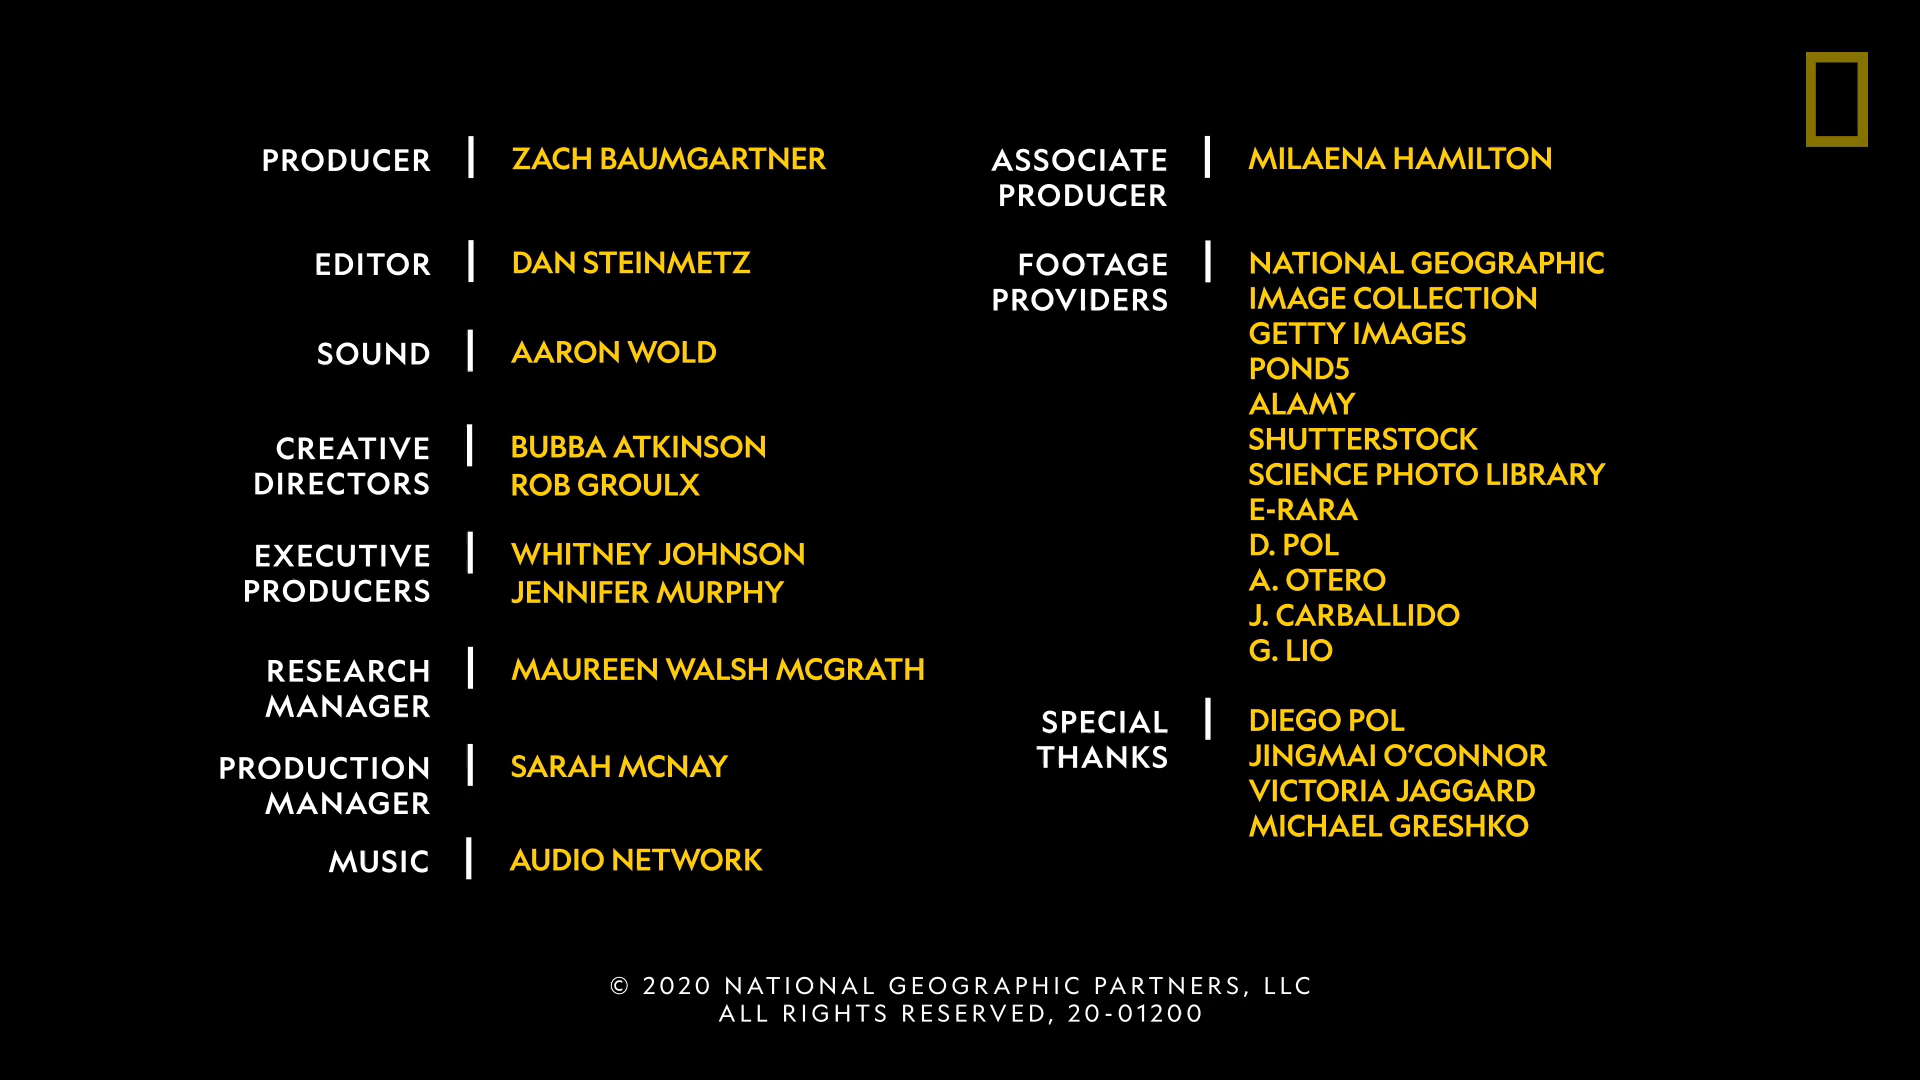 PRODUCER | ZACH BAUMGARTNER
EDITOR | DAN STEINMETZ
SOUND | AARON WOLD
CREATIVE | BUBBA ATKINSON
DIRECTORS ROB GROULX
EXECUTIVE | WHITNEY JOHNSON
PRODUCERS JENNIFER MURPHY
RESEARCH | MAUREEN WALSH MCGRATH
MANAGER
PRODUCTION | SARAH MCNAY
MANAGER
MUSIC | AUDIO NETWORK
ASSOCIATE | MILAENA HAMILTON
PRODUCER
FOOTAGE | NATIONAL GEOGRAPHIC
PROVIDERS IMAGE COLLECTION
GETTY IMAGES
POND5
ALAMY
SHUTTERSTOCK
SCIENCE PHOTO LIBRARY
E-RARA
D. POL
A. OTERO
J. CARBALLIDO
G. LIO
SPECIAL | DIEGO POL
THANKS JINGMAI O’CONNOR
VICTORIA JAGGARD
MICHAEL GRESHKO
© 2020 NATIONAL GEOGRAPHIC PARTNERS, LLC
ALL RIGHTS RESERVED, 20-01200